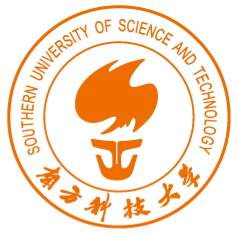 SOUTHERN UNIVERSITY OF SCIENCE AND TECHNOLOGY
南方科技大学